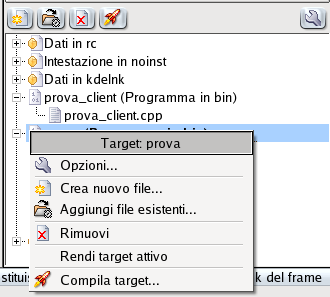 Dati in rc
Intestazione in noinst
Dati in kdelnk
prova_client (Programma in bin)
prova_client.cpp
Target: prova
Opzioni...
Crea nuovo file...
Aggiungi file esistenti...
Rimuovi
Rendi target attivo
Compila target...
stituis
k del frame